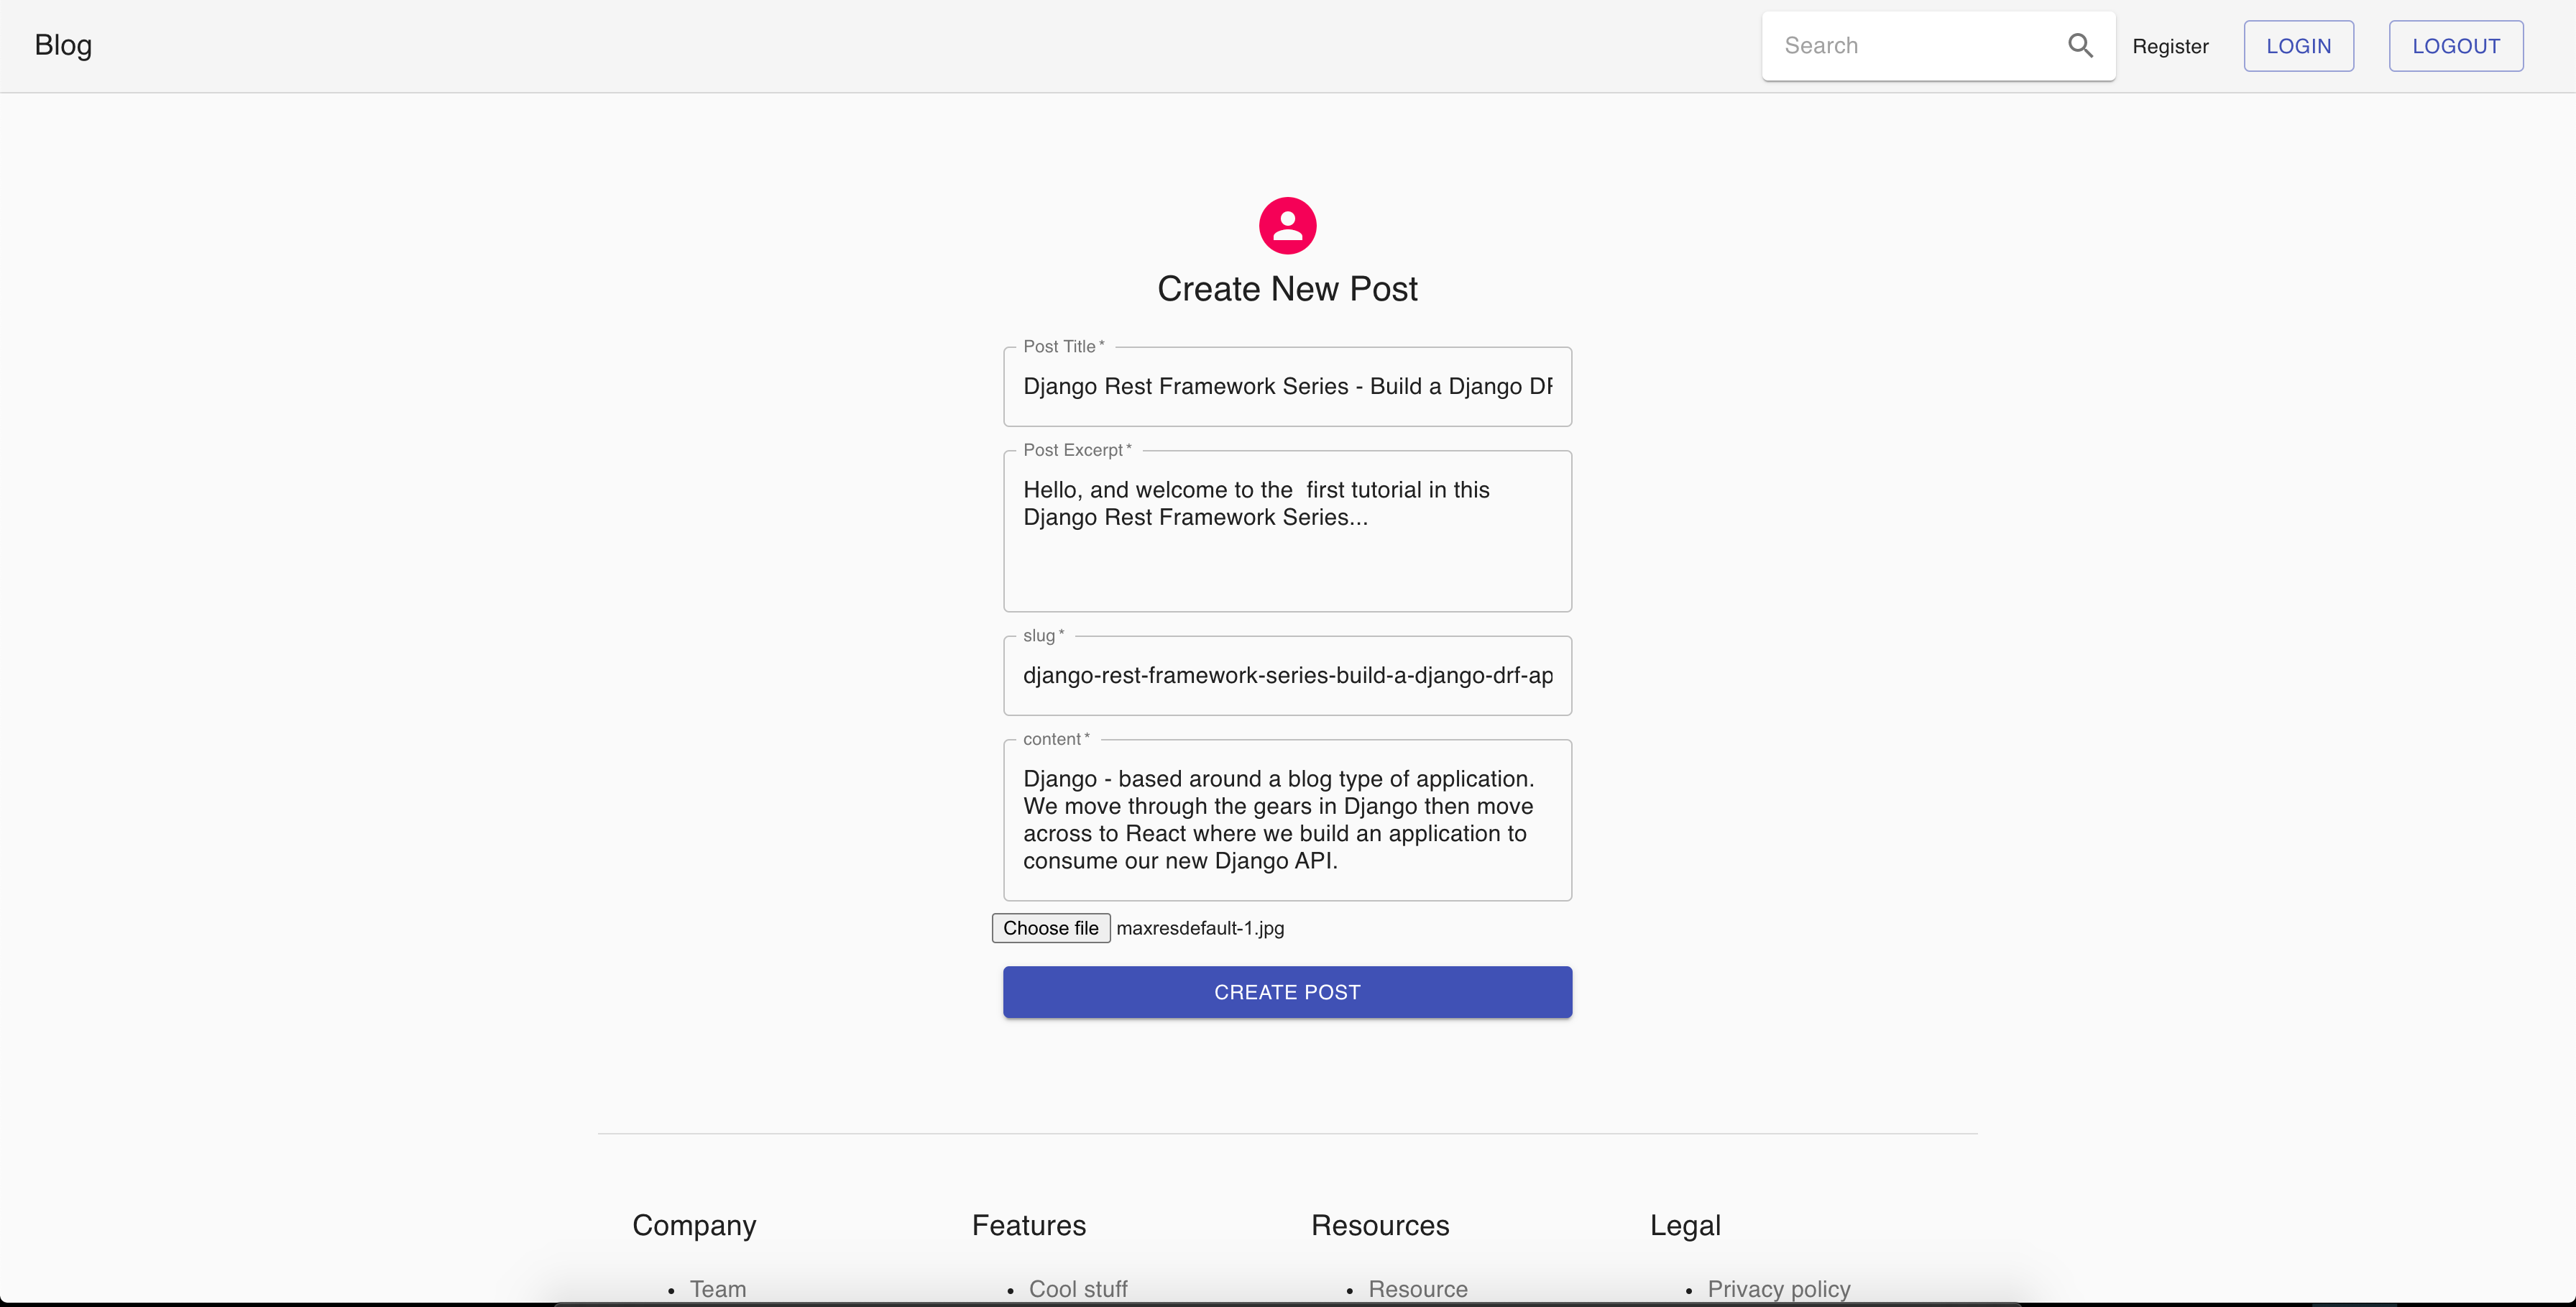 Blog
Search
Register
LOGIN
LOGOUT
Create New Post
Post Title *
Django Rest Framework Series - Build a Django DF
Post Excerpt *
Hello, and welcome to the  first tutorial in this
Django Rest Framework Series...
slug *
django-rest-framework-series-build-a-django-drf-ap
content *
Django - based around a blog type of application.
We move through the gears in Django then move
across to React where we build an application to
consume our new Django API.
Choose file maxresdefault-1.jpg
CREATE POST
Company
Features
Resources
Legal
• Team
• Cool stuff
• Resource
• Privacy policy